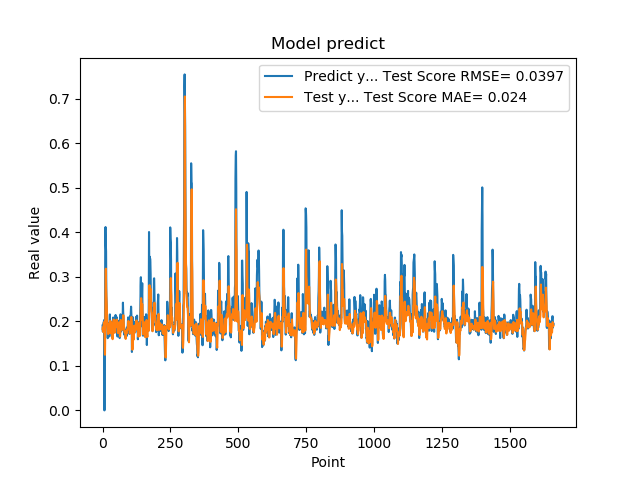 Model predict
Predict y... Test Score RMSE= 0.0397
Test y... Test Score MAE= 0.024
Real value
0.7
0.6
0.5
0.4
0.3
0.2
0.1
0.0
0 250 500 750 1000 1250 1500
Point